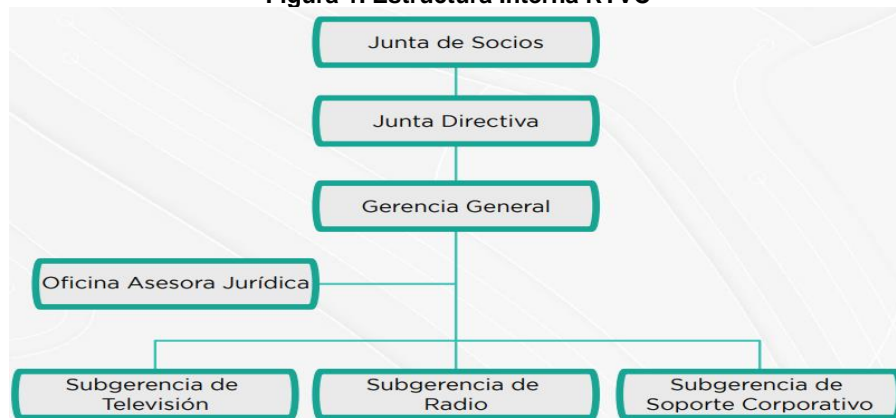 Figura 1. Estructura Interna RTVC
Junta de Socios
Junta Directiva
Gerencia General
Oficina Asesora Jurídica
Subgerencia de
Televisión
Subgerencia de
Radio
Subgerencia de
Soporte Corporativo